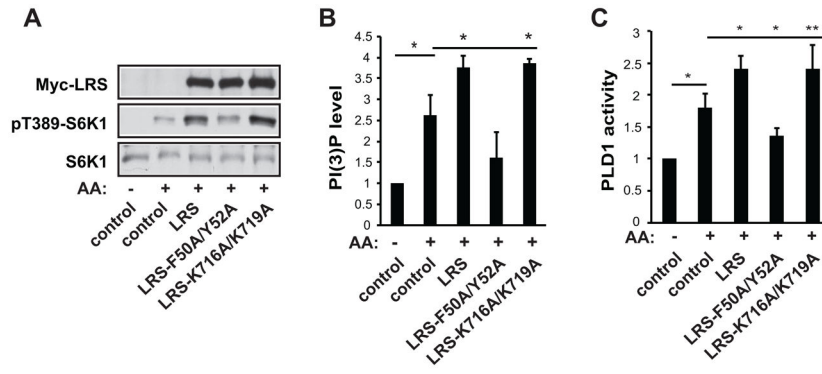 A
Myc-LRS
pT389-S6K1
S6K1
AA: - + + + +
control
control
LRS
LRS-F50A/Y52A
LRS-K716A/K719A
B
PI(3)P level
4.5
4
3.5
3
2.5
2
1.5
1
0.5
0
* * *
AA: - + + + +
control
control
LRS
LRS-F50A/Y52A
LRS-K716A/K719A
C
PLD1 activity
3
2.5
2
1.5
1
0.5
0
* * * **
AA: - + + + +
control
control
LRS
LRS-F50A/Y52A
LRS-K716A/K719A